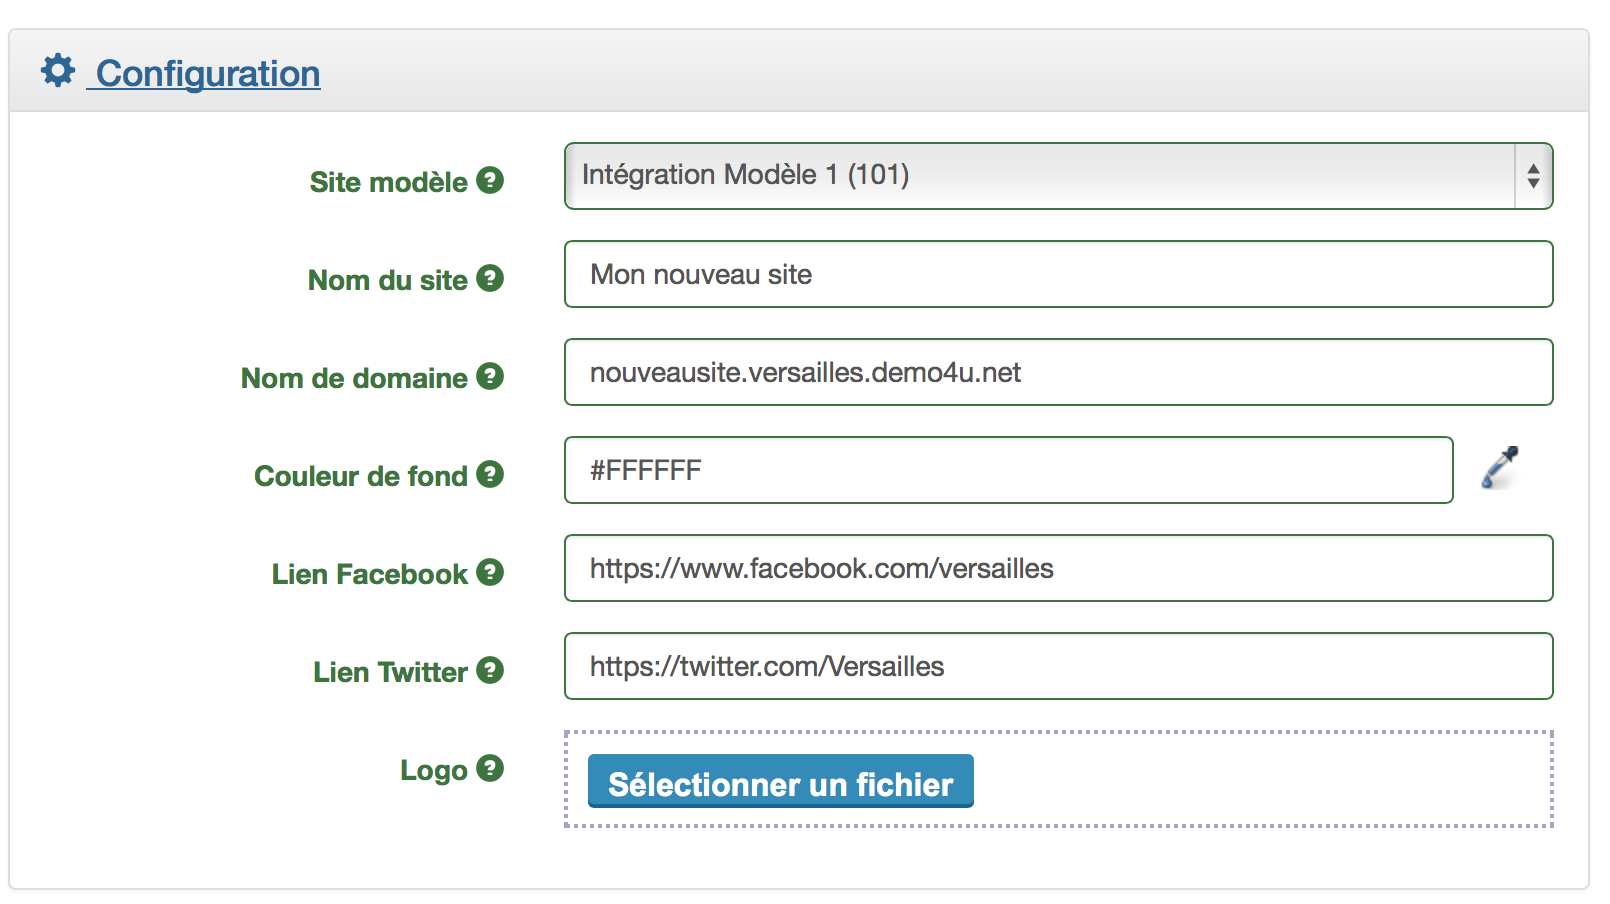 Configuration
Site modèle ? Intégration Modèle 1 (101)
Nom du site ? Mon nouveau site
Nom de domaine ? nouveausite.versailles.demo4u.net
Couleur de fond ? #FFFFFF
Lien Facebook ? https://www.facebook.com/versailles
Lien Twitter ? https://twitter.com/Versailles
Logo ? Sélectionner un fichier